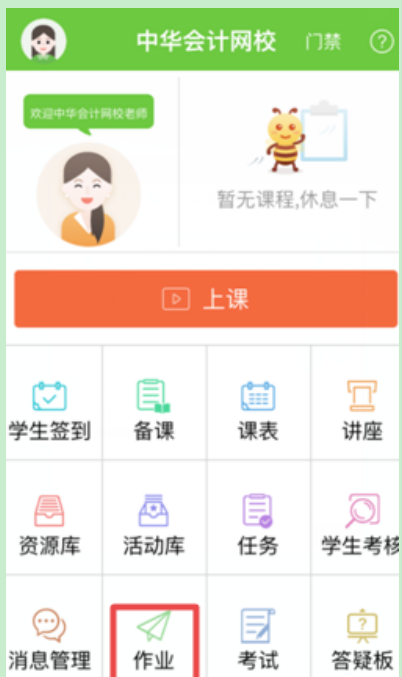 中华会计网校 门禁 ?
欢迎中华会计网校老师
暂无课程,休息一下
上课
学生签到 备课 课表 讲座
资源库 活动库 任务 学生考核
消息管理 作业 考试 答疑板